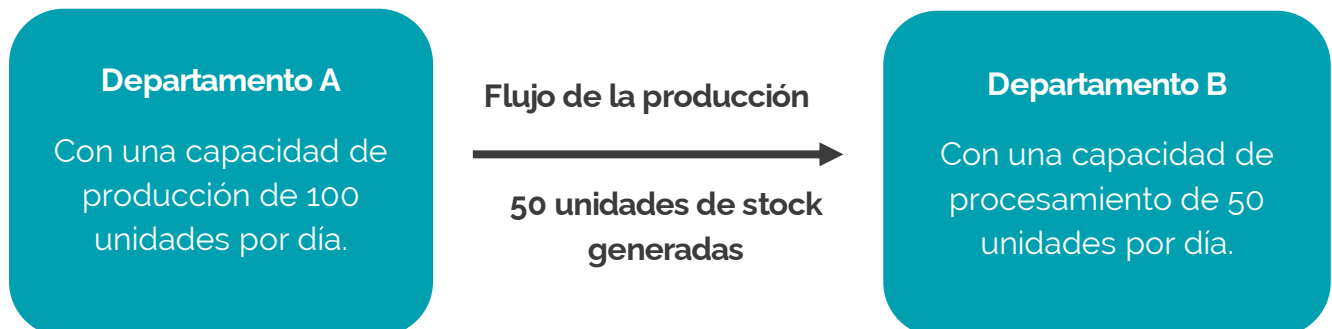 Departamento A
Con una capacidad de
producción de 100
unidades por día.
Flujo de la producción
50 unidades de stock
generadas
Departamento B
Con una capacidad de
procesamiento de 50
unidades por día.